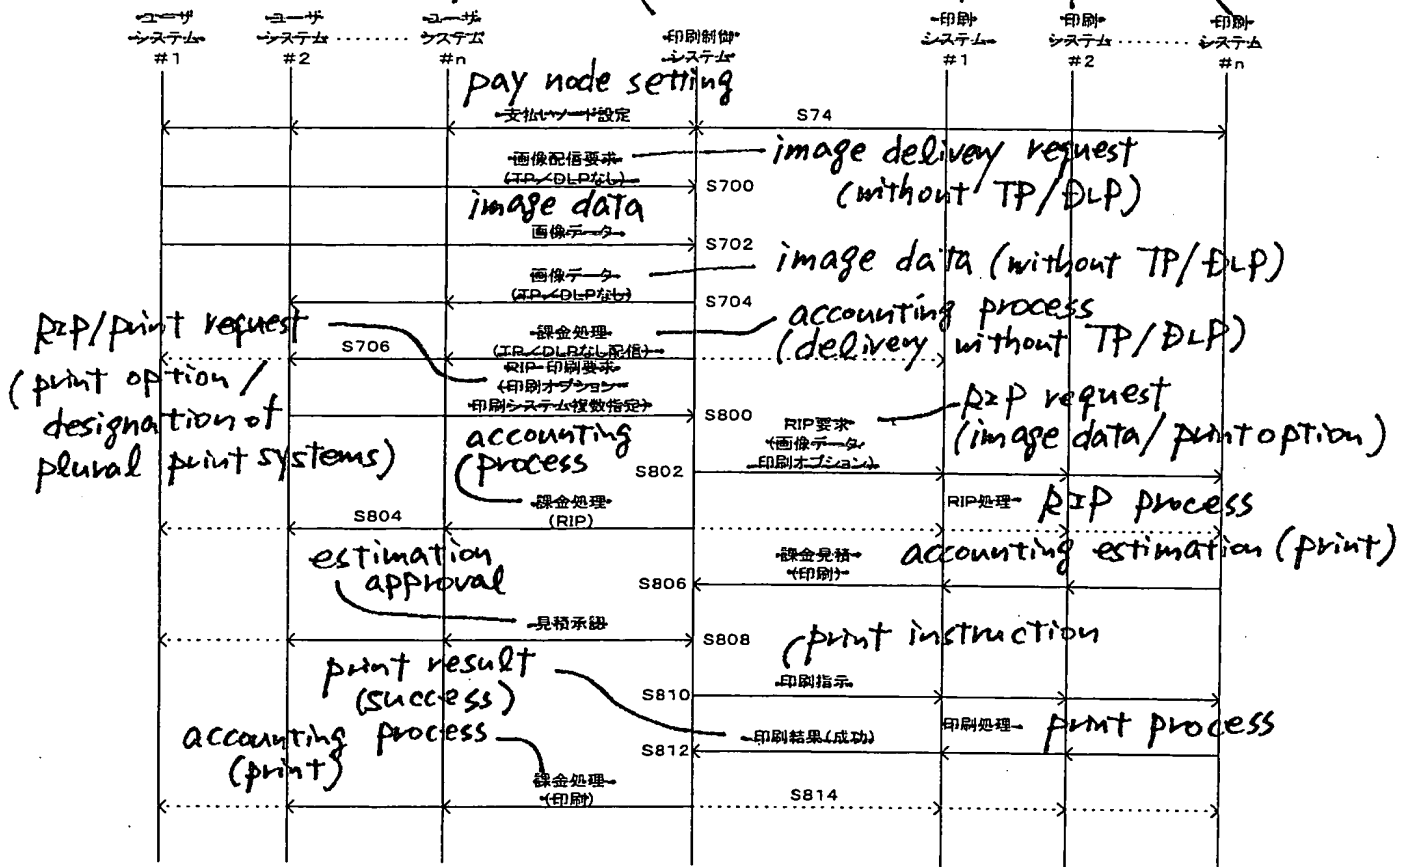 ユーザ
システム
#1
ユーザ
システム
#2
ユーザ
システム
#n
印刷制御
システム
印刷
システム
#1
印刷
システム
#2
印刷
システム
#n
pay node setting
支払いノード設定
S74
画像配信要求
(TP/DLPなし)
S700
image delivery request
(without TP/DLP)
image data
画像データ
S702
画像データ
(TP/DLPなし)
S704
image data (without TP/DLP)
RIP/print request
(print option/
designation of
plural print systems)
S706
課金処理
(TP/DLPなし配信)
accounting process
(delivery without TP/DLP)
RIP・印刷要求
(印刷オプション
印刷システム複数指定)
S800
RIP要求
(画像データ
印刷オプション)
S802
RIP request
(image data/print option)
accounting
process
S804
課金処理
(RIP)
RIP処理
RIP process
課金見積
(印刷)
S806
accounting estimation (print)
estimation
approval
見積承認
S808
print instruction
S810
印刷指示
print result
(success)
S812
印刷結果(成功)
印刷処理
print process
accounting process
(print)
課金処理
(印刷)
S814